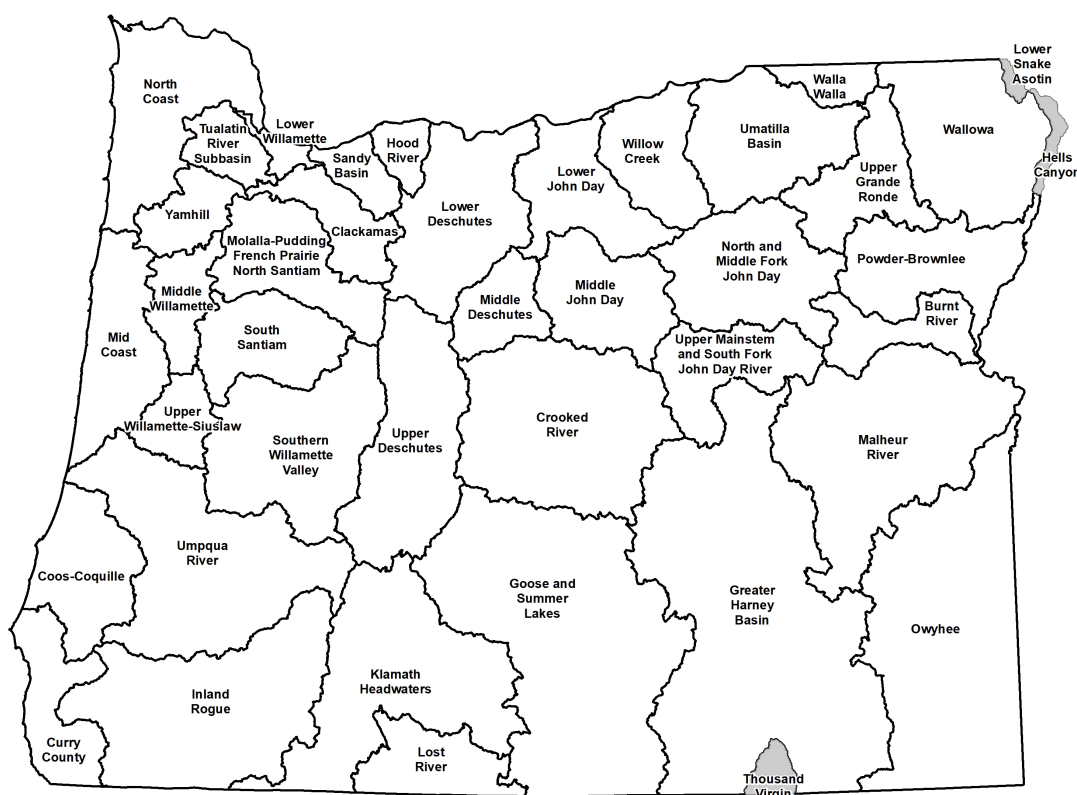 Lower
Snake
Asotin
North
Coast
Walla
Walla
Tualatin
River
Subbasin
Lower
Willamette
Sandy
Basin
Hood
River
Lower
John Day
Willow
Creek
Umatilla
Basin
Wallowa
Hells
Canyon
Upper
Grande
Ronde
Yamhill
Lower
Deschutes
Clackamas
Molalla-Pudding
French Prairie
North Santiam
North and
Middle Fork
John Day
Powder-Brownlee
Middle
Willamette
Middle
Deschutes
Middle
John Day
Burnt
River
Mid
Coast
South
Santiam
Upper Mainstem
and South Fork
John Day River
Upper
Willamette-Siuslaw
Southern
Willamette
Valley
Upper
Deschutes
Crooked
River
Malheur
River
Umpqua
River
Coos-Coquille
Goose and
Summer
Lakes
Greater
Harney
Basin
Owyhee
Inland
Rogue
Klamath
Headwaters
Curry
County
Lost
River
Thousand
Virgin